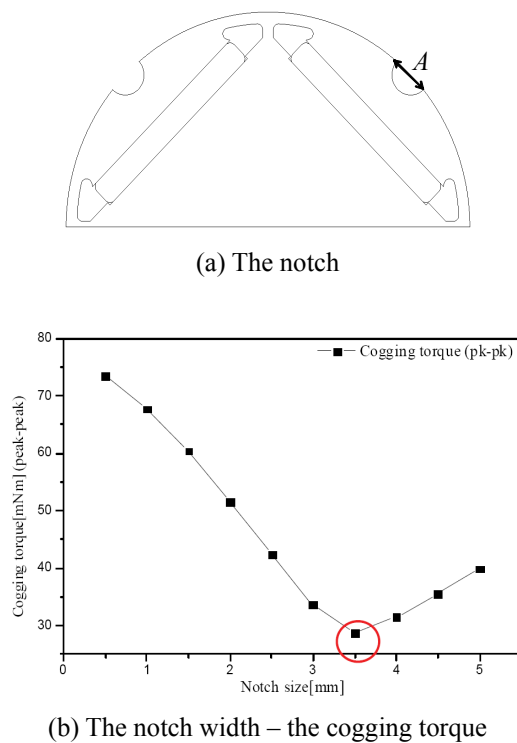 A
(a) The notch
Cogging torque (pk-pk)
Cogging torque[mNm] (peak-peak)
80
70
60
50
40
30
0 1 2 3 4 5
Notch size[mm]
(b) The notch width – the cogging torque